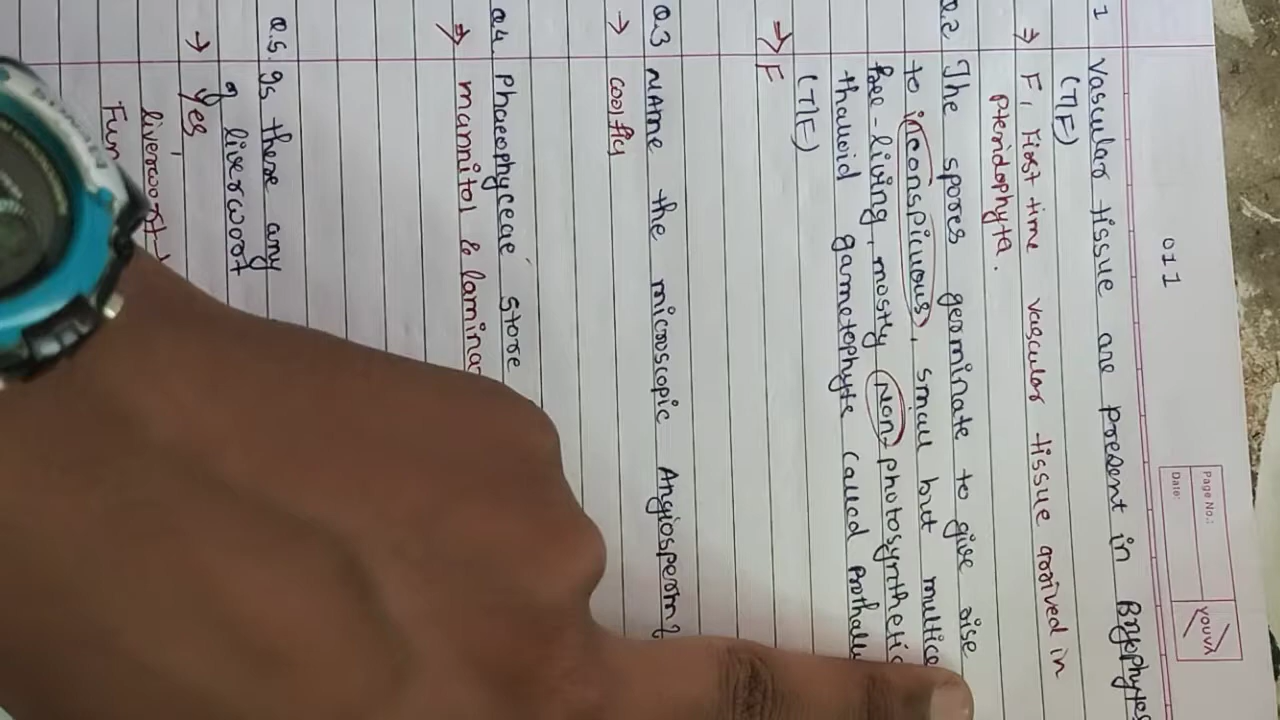 011
Page No.:
Date:
YOUVA
1 Vascular tissue are present in Bryophytes
(T/F)
⇒ F, First time vascular tissue arrived in
pteridophyta.
Q.2 The spores germinate to give rise
to inconspicuous, small but multice
free-living, mostly Non-photosynthetic
thalloid gametophyte called prothallu
(T/F)
⇒ F
Q.3 NAME the microscopic Angiosperm?
→
Q.4 Phaeophyceae store
⇒ mannitol & laminar
Q.5. Is there any
of liverwort
→ Yes,
liverwort→
Fun